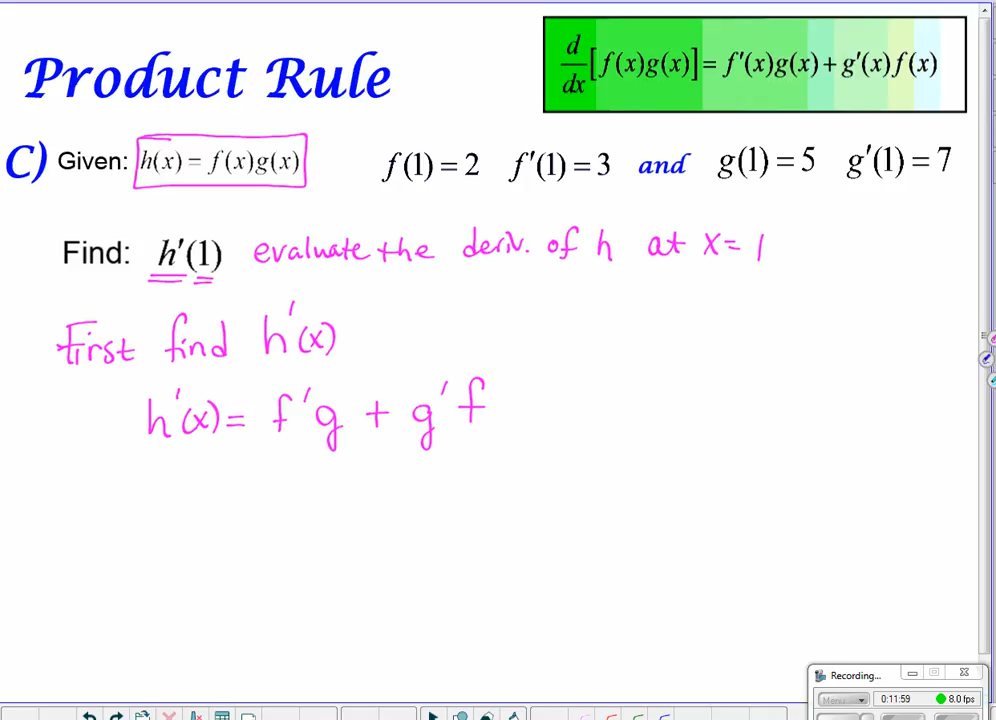 Product Rule
d/dx [f(x)g(x)] = f′(x)g(x) + g′(x)f(x)
C) Given: h(x) = f(x)g(x) f(1) = 2 f′(1) = 3 and g(1) = 5 g′(1) = 7
Find: h′(1) evaluate the deriv. of h at x = 1
First find h′(x)
h′(x) = f′g + g′f
Recording...
Menu 0:11:59 8.0 fps